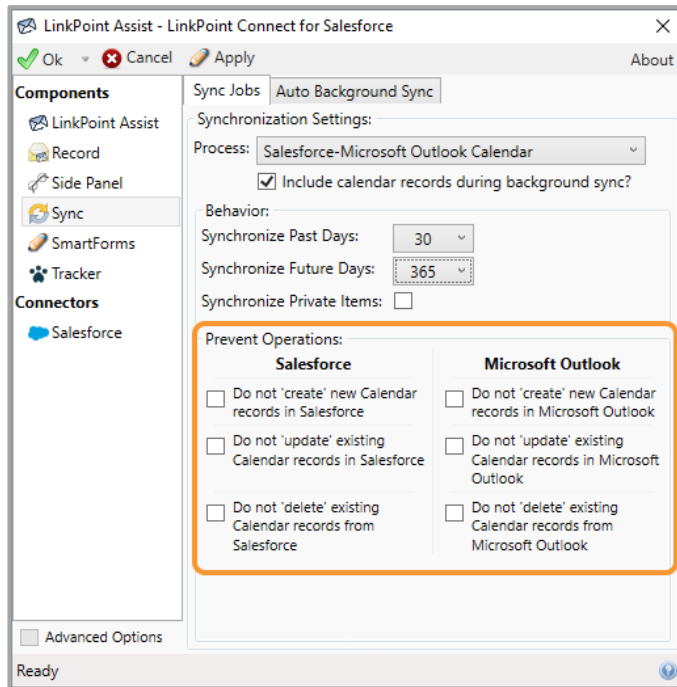 LinkPoint Assist - LinkPoint Connect for Salesforce
Ok Cancel Apply About
Components
LinkPoint Assist
Record
Side Panel
Sync
SmartForms
Tracker
Connectors
Salesforce
Advanced Options
Sync Jobs Auto Background Sync
Synchronization Settings:
Process: Salesforce-Microsoft Outlook Calendar
Include calendar records during background sync?
Behavior:
Synchronize Past Days: 30
Synchronize Future Days: 365
Synchronize Private Items:
Prevent Operations:
Salesforce
Do not 'create' new Calendar
records in Salesforce
Do not 'update' existing
Calendar records in Salesforce
Do not 'delete' existing
Calendar records from
Salesforce
Microsoft Outlook
Do not 'create' new Calendar
records in Microsoft Outlook
Do not 'update' existing
Calendar records in Microsoft
Outlook
Do not 'delete' existing
Calendar records from
Microsoft Outlook
Ready